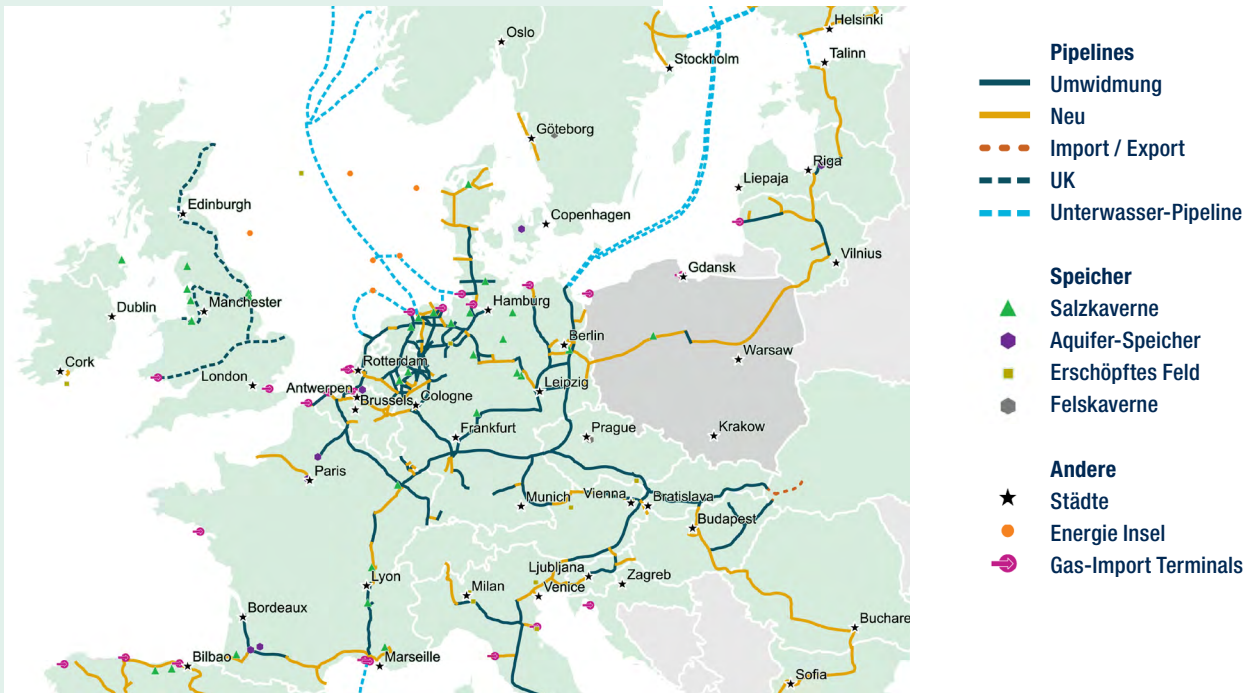 Oslo
Helsinki
Talinn
Stockholm
Göteborg
Riga
Liepaja
Edinburgh
Copenhagen
Vilnius
Gdansk
Dublin
Manchester
Hamburg
Berlin
Warsaw
Cork
London
Rotterdam
Antwerpen
Brussels
Cologne
Leipzig
Frankfurt
Prague
Krakow
Paris
Munich
Vienna
Bratislava
Budapest
Ljubljana
Zagreb
Lyon
Milan
Venice
Bordeaux
Bilbao
Marseille
Buchare
Sofia
Pipelines
Umwidmung
Neu
Import / Export
UK
Unterwasser-Pipeline
Speicher
Salzkaverne
Aquifer-Speicher
Erschöpftes Feld
Felskaverne
Andere
Städte
Energie Insel
Gas-Import Terminals